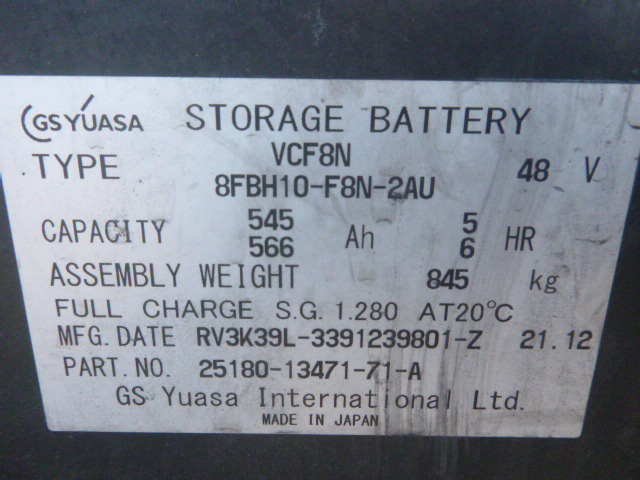 GS YUASA STORAGE BATTERY
TYPE VCF8N 48 V
8FBH10-F8N-2AU
CAPACITY 545 Ah 5 HR
566 6
ASSEMBLY WEIGHT 845 kg
FULL CHARGE S.G. 1.280 AT20°C
MFG. DATE RV3K39L-3391239801-Z 21.12
PART. NO. 25180-13471-71-A
GS Yuasa International Ltd.
MADE IN JAPAN